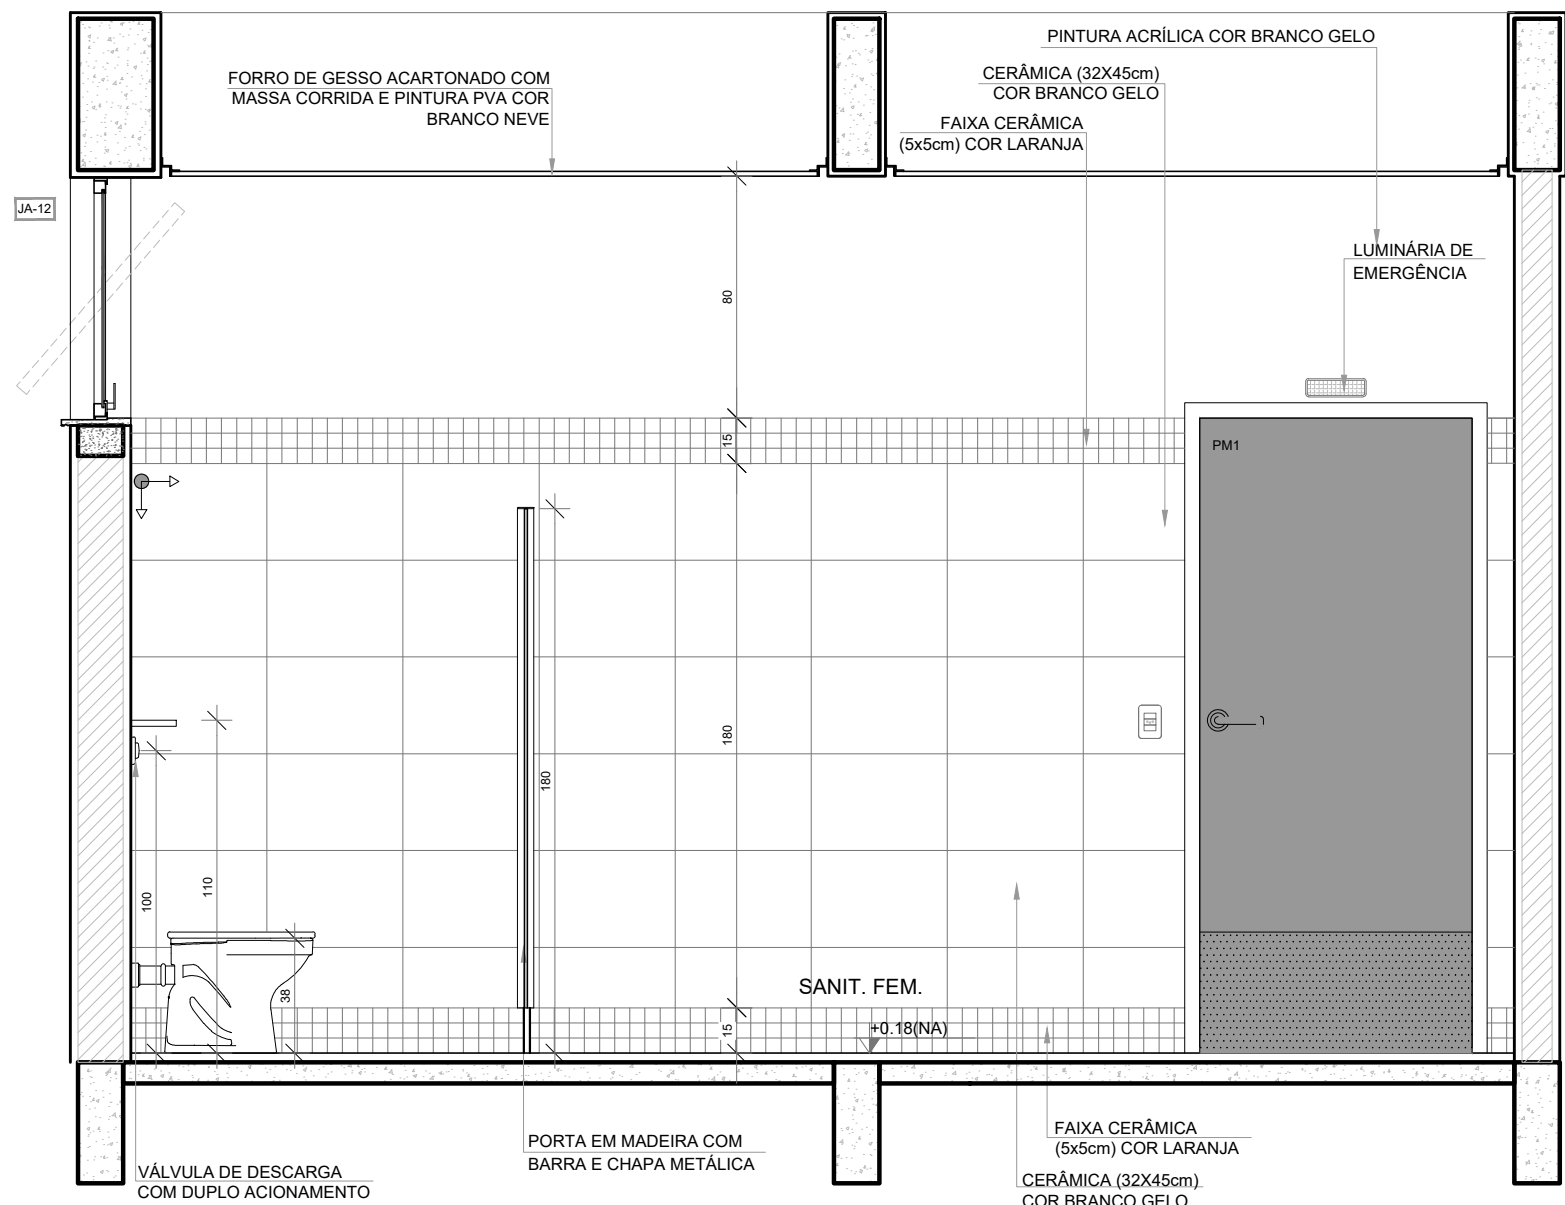 PINTURA ACRÍLICA COR BRANCO GELO
FORRO DE GESSO ACARTONADO COM
MASSA CORRIDA E PINTURA PVA COR
BRANCO NEVE
CERÂMICA (32X45cm)
COR BRANCO GELO
FAIXA CERÂMICA
(5x5cm) COR LARANJA
JA-12
LUMINÁRIA DE
EMERGÊNCIA
80
15
PM1
180
180
100
110
38
SANIT. FEM.
15
+0.18(NA)
FAIXA CERÂMICA
(5x5cm) COR LARANJA
PORTA EM MADEIRA COM
BARRA E CHAPA METÁLICA
VÁLVULA DE DESCARGA
COM DUPLO ACIONAMENTO
CERÂMICA (32X45cm)
COR BRANCO GELO